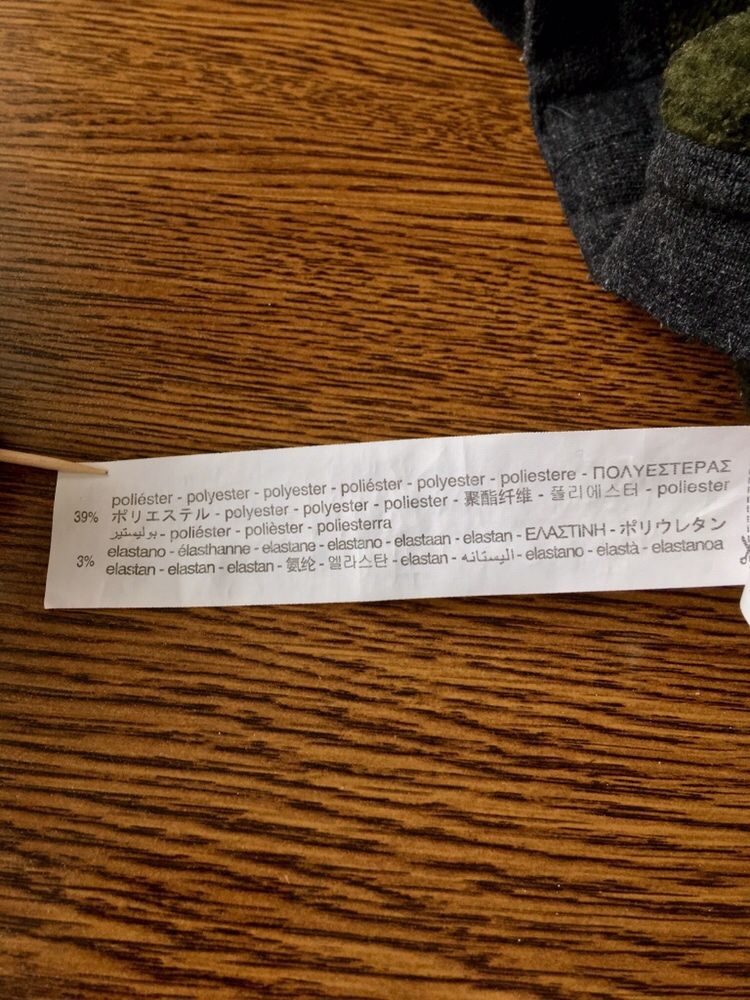 poliéster - polyester - polyester - poliéster - polyester - poliestere - ΠΟΛΥΕΣΤΕΡΑΣ
39% ポリエステル - polyester - polyester - poliester - 聚酯纤维 - 폴리에스터 - poliester
بوليستير - poliéster - polièster - poliesterra
elastano - élasthanne - elastane - elastano - elastaan - elastan - ΕΛΑΣΤΙΝΗ - ポリウレタン
3% elastan - elastan - elastan - 氨纶 - 엘라스탄 - elastan - اليستانه - elastano - elastà - elastanoa